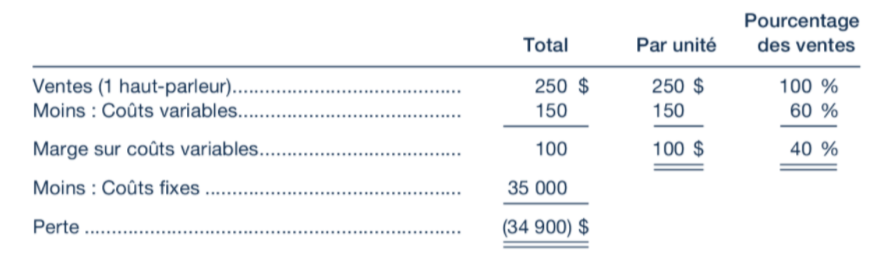 Pourcentage
Total Par unité des ventes
Ventes (1 haut-parleur)............................................ 250 $ 250 $ 100 %
Moins : Coûts variables........................................... 150 150 60 %
Marge sur coûts variables....................................... 100 100 $ 40 %
Moins : Coûts fixes ................................................. 35 000
Perte ........................................................................ (34 900) $